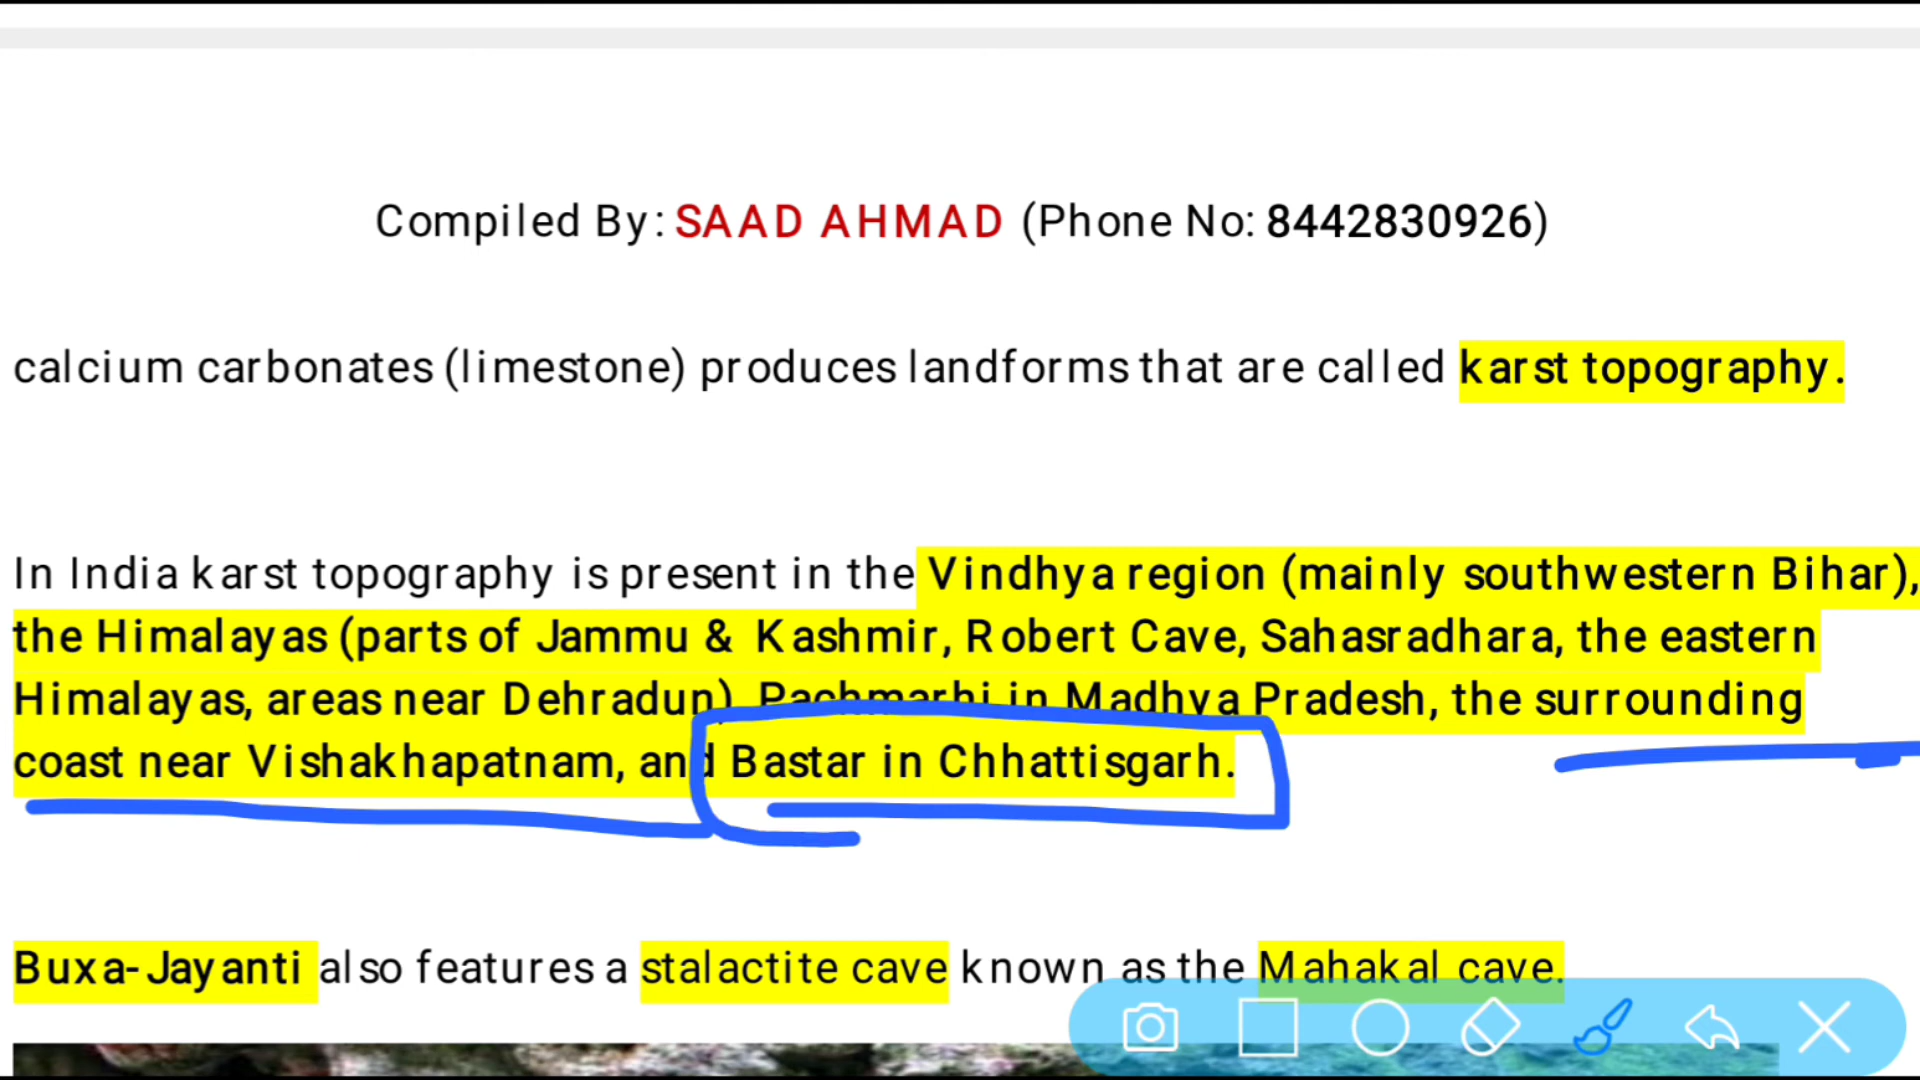 Compiled By: SAAD AHMAD (Phone No: 8442830926)
calcium carbonates (limestone) produces landforms that are called karst topography.
In India karst topography is present in the Vindhya region (mainly southwestern Bihar),
the Himalayas (parts of Jammu & Kashmir, Robert Cave, Sahasradhara, the eastern
Himalayas, areas near Dehradun), Pachmarhi in Madhya Pradesh, the surrounding
coast near Vishakhapatnam, and Bastar in Chhattisgarh.
Buxa-Jayanti also features a stalactite cave known as the Mahakal cave.